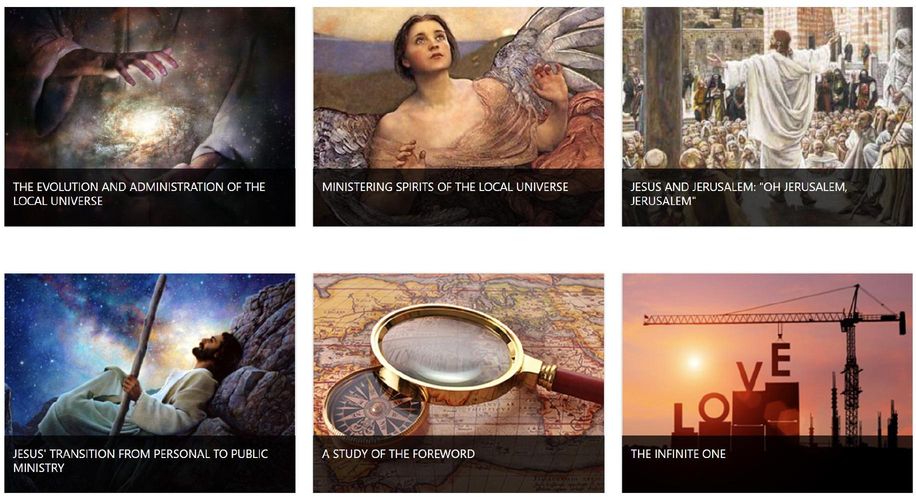 THE EVOLUTION AND ADMINISTRATION OF THE
LOCAL UNIVERSE
MINISTERING SPIRITS OF THE LOCAL UNIVERSE
JESUS AND JERUSALEM: "OH JERUSALEM,
JERUSALEM"
JESUS' TRANSITION FROM PERSONAL TO PUBLIC
MINISTRY
A STUDY OF THE FOREWORD
LOVE
THE INFINITE ONE